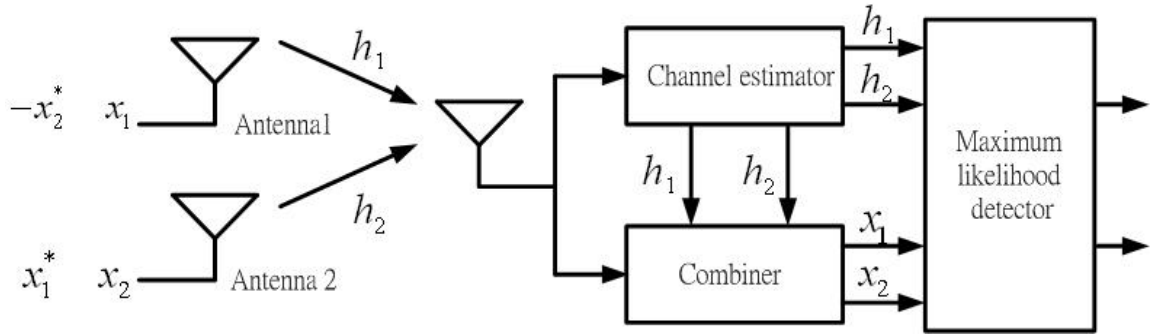 h₁
-x₂* x₁
Antenna1
h₂
x₁* x₂
Antenna 2
Channel estimator
h₁
h₂
h₁ h₂
Combiner
x₁
x₂
Maximum
likelihood
detector